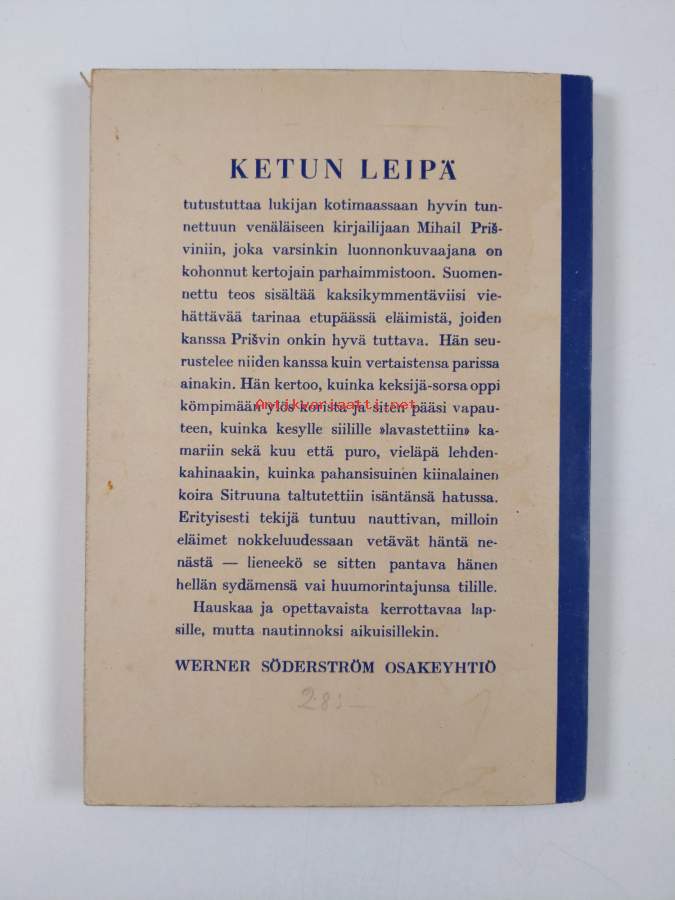 KETUN LEIPÄ
tutustuttaa lukijan kotimaassaan hyvin tun-
nettuun venäläiseen kirjailijaan Mihail Priš-
viniin, joka varsinkin luonnonkuvaajana on
kohonnut kertojain parhaimmistoon. Suomen-
nettu teos sisältää kaksikymmentäviisi vie-
hättävää tarinaa etupäässä eläimistä, joiden
kanssa Prišvin onkin hyvä tuttava. Hän seu-
rustelee niiden kanssa kuin vertaistensa parissa
ainakin. Hän kertoo, kuinka keksijä-sorsa oppi
Antikvariaatti.net
kömpimään ylös korista ja siten pääsi vapau-
teen, kuinka kesylle siilille »lavastettiin» ka-
mariin sekä kuu että puro, vieläpä lehden-
kahinaakin, kuinka pahansisuinen kiinalainen
koira Sitruuna taltutettiin isäntänsä hatussa.
Erityisesti tekijä tuntuu nauttivan, milloin
eläimet nokkeluudessaan vetävät häntä ne-
nästä — lieneekö se sitten pantava hänen
hellän sydämensä vai huumorintajunsa tilille.
Hauskaa ja opettavaista kerrottavaa lap-
sille, mutta nautinnoksi aikuisillekin.
WERNER SÖDERSTRÖM OSAKEYHTIÖ